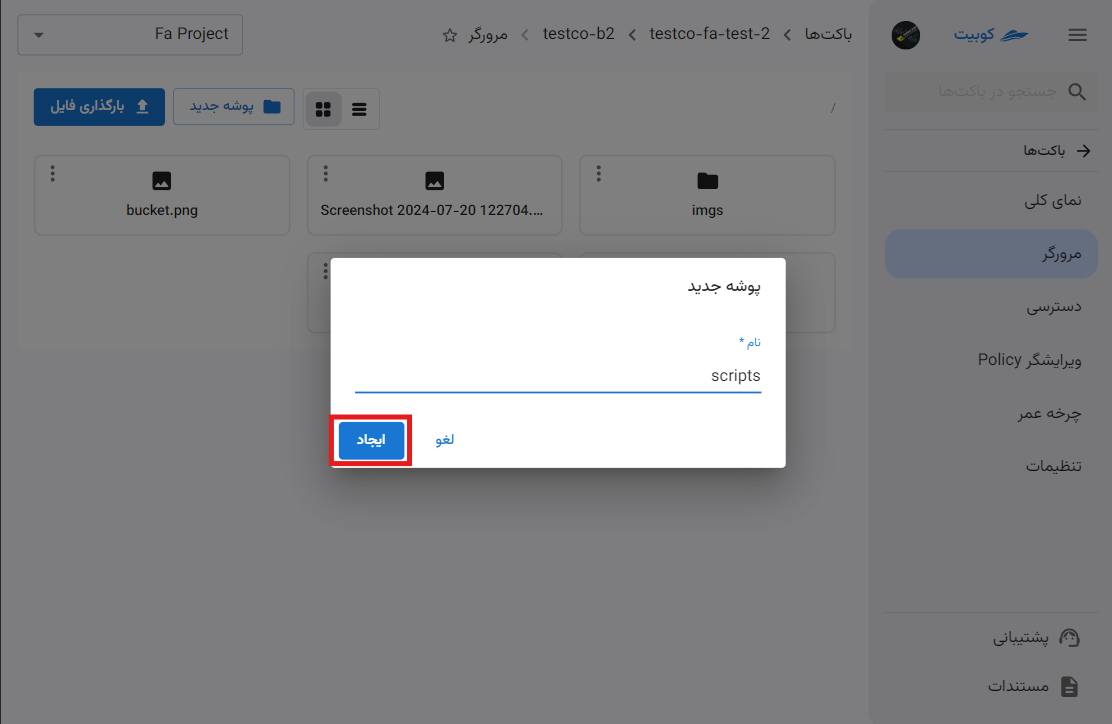 کوبیت
باکت‌ها
testco-fa-test-2
testco-b2
مرورگر
Fa Project
جستجو در باکت‌ها
باکت‌ها
نمای کلی
مرورگر
دسترسی
ویرایشگر Policy
چرخه عمر
تنظیمات
پشتیبانی
مستندات
/
پوشه جدید
بارگذاری فایل
imgs
Screenshot 2024-07-20 122704....
bucket.png
پوشه جدید
نام *
scripts
لغو
ایجاد